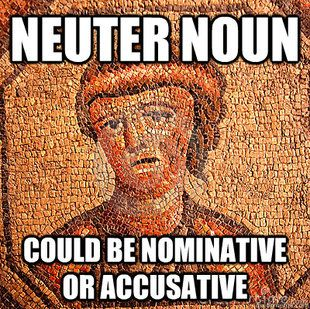 NEUTER NOUN
COULD BE NOMINATIVE
OR ACCUSATIVE